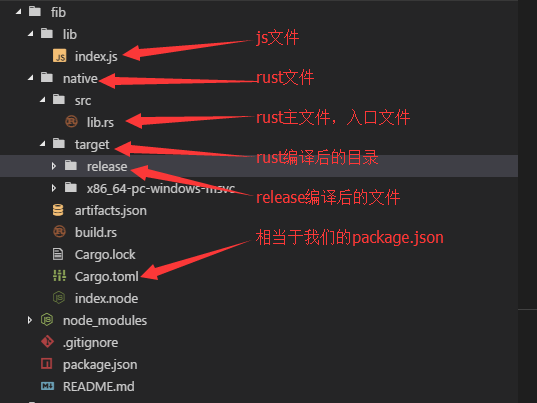 fib
lib
js文件
index.js
native
rust文件
src
lib.rs
rust主文件，入口文件
target
rust编译后的目录
release
x86_64-pc-windows-msvc
release编译后的文件
artifacts.json
build.rs
相当于我们的package.json
Cargo.lock
Cargo.toml
index.node
node_modules
.gitignore
package.json
README.md